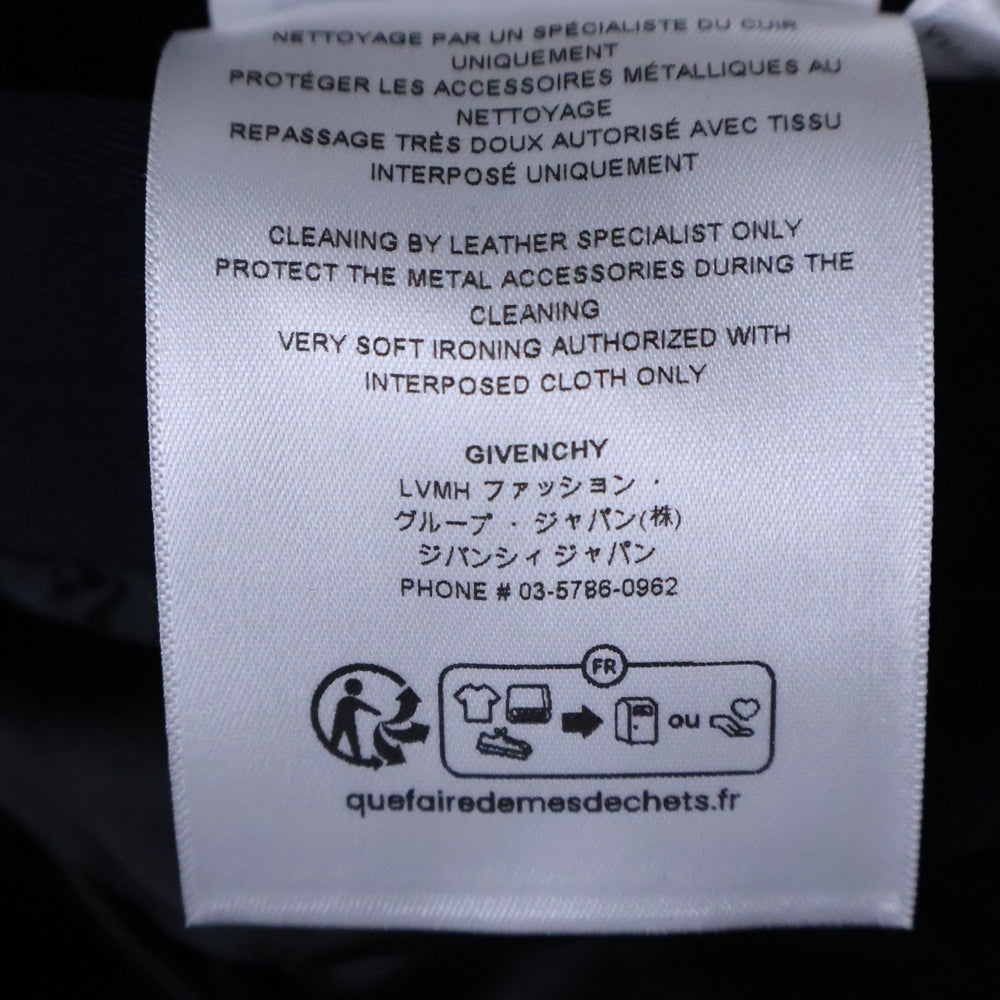 NETTOYAGE PAR UN SPÉCIALISTE DU CUIR
UNIQUEMENT
PROTÉGER LES ACCESSOIRES MÉTALLIQUES AU
NETTOYAGE
REPASSAGE TRÈS DOUX AUTORISÉ AVEC TISSU
INTERPOSÉ UNIQUEMENT
CLEANING BY LEATHER SPECIALIST ONLY
PROTECT THE METAL ACCESSORIES DURING THE
CLEANING
VERY SOFT IRONING AUTHORIZED WITH
INTERPOSED CLOTH ONLY
GIVENCHY
LVMH ファッション ・
グループ ・ ジャパン(株)
ジバンシィ ジャパン
PHONE # 03-5786-0962
FR
ou
quefairedemesdechets.fr